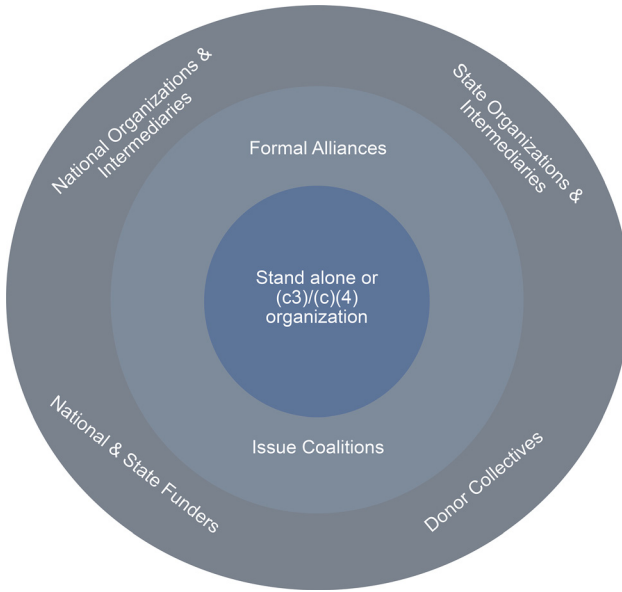 National Organizations &
Intermediaries
State Organizations &
Intermediaries
Formal Alliances
Stand alone or
(c3)/(c)(4)
organization
Issue Coalitions
National & State Funders
Donor Collectives